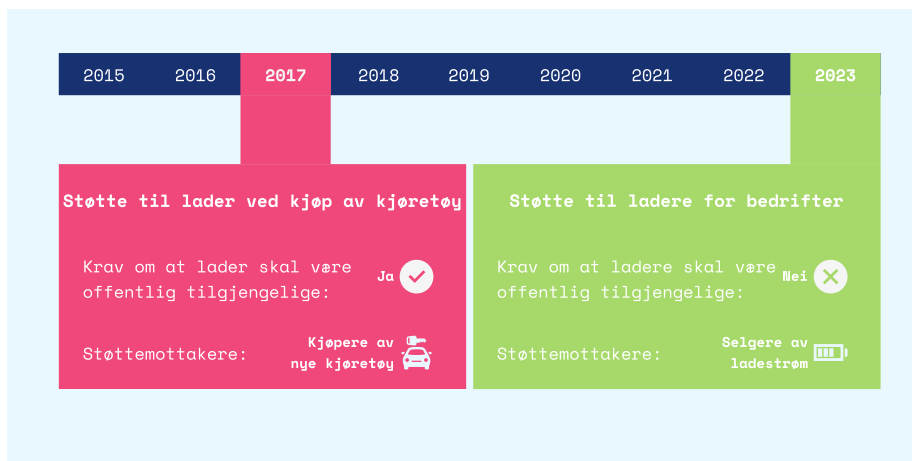 2015 2016 2017 2018 2019 2020 2021 2022 2023
Støtte til lader ved kjøp av kjøretøy
Krav om at lader skal være
offentlig tilgjengelige:
Ja
Støttemottakere:
Kjøpere av
nye kjøretøy
Støtte til ladere for bedrifter
Krav om at ladere skal være
offentlig tilgjengelige:
Nei
Støttemottakere:
Selgere av
ladestrøm